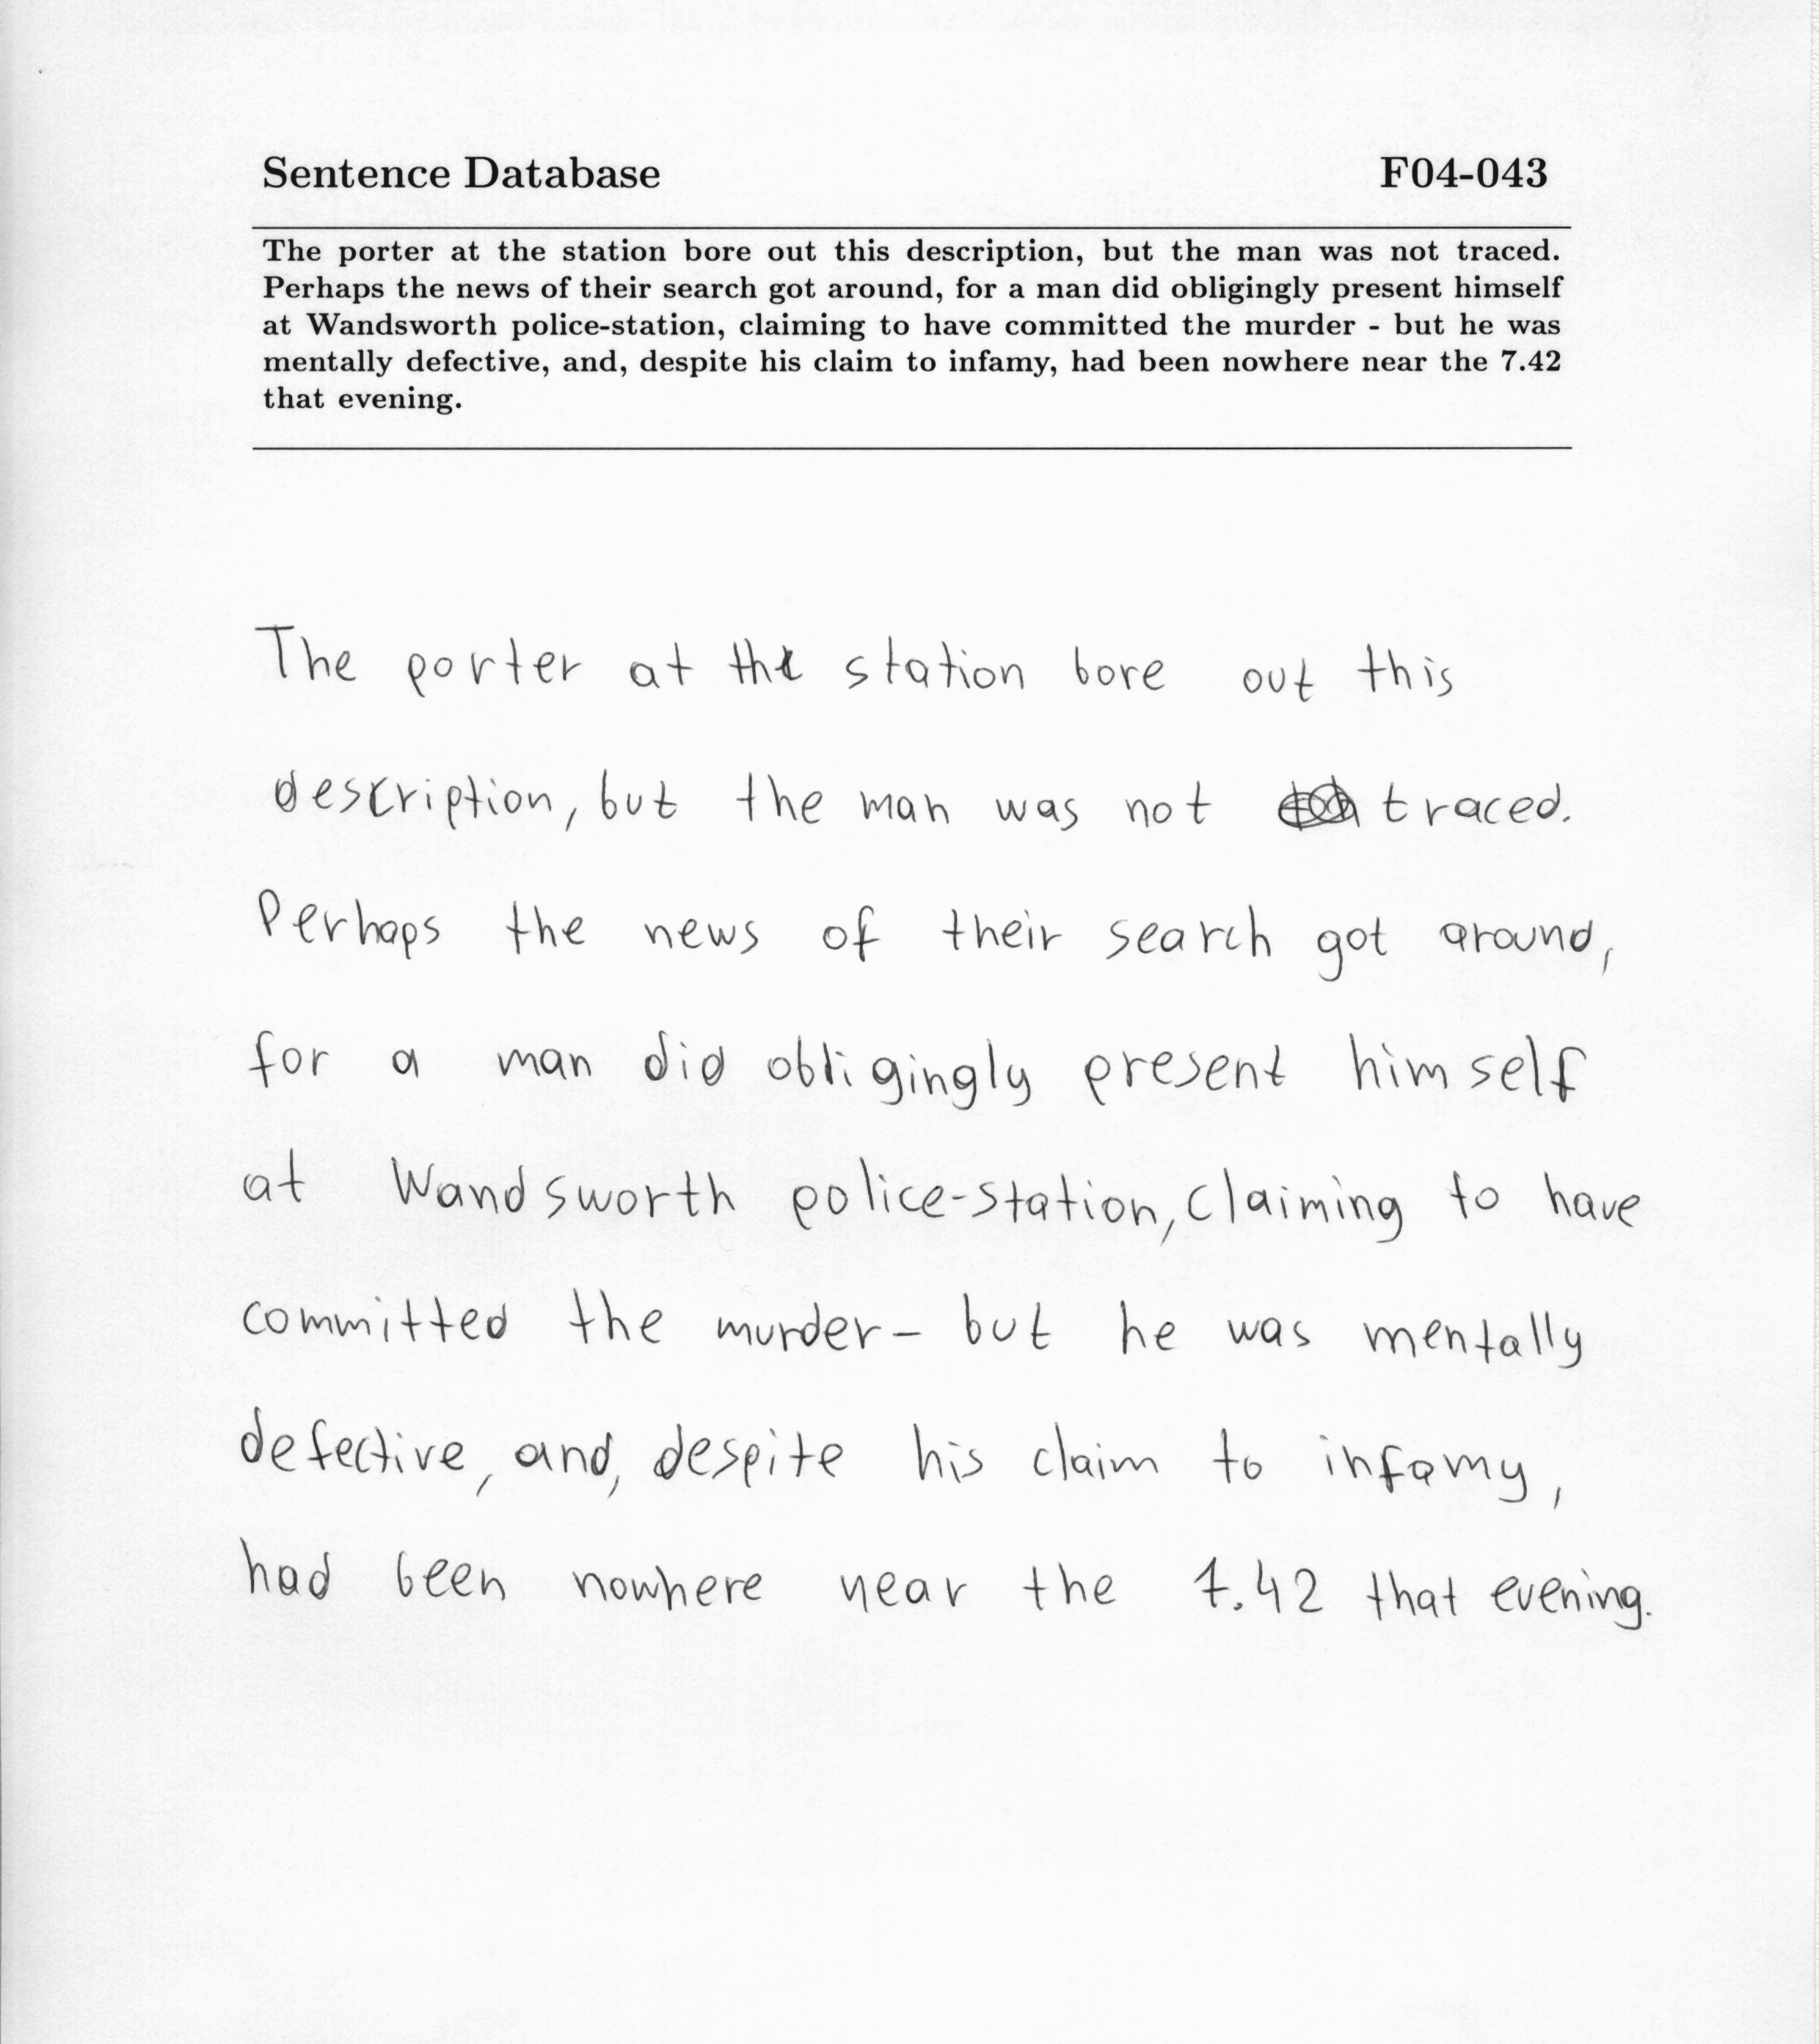 Sentence Database F04-043
The porter at the station bore out this description, but the man was not traced.
Perhaps the news of their search got around, for a man did obligingly present himself
at Wandsworth police-station, claiming to have committed the murder - but he was
mentally defective, and, despite his claim to infamy, had been nowhere near the 7.42
that evening.
The porter at the station bore out this
description, but the man was not traced.
Perhaps the news of their search got around,
for a man did obligingly present himself
at Wandsworth police-station, claiming to have
committed the murder - but he was mentally
defective, and, despite his claim to infamy,
had been nowhere near the 7.42 that evening.